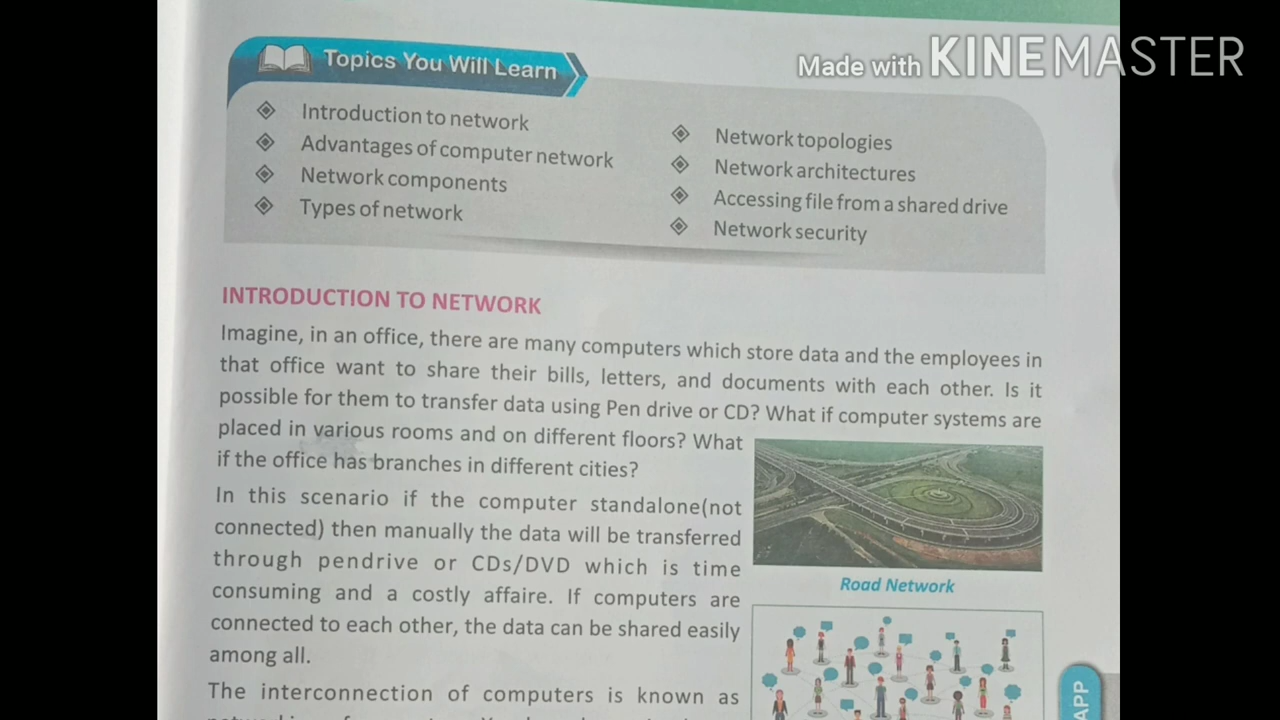 Made with KINEMASTER
Topics You Will Learn
Introduction to network
Advantages of computer network
Network components
Types of network
Network topologies
Network architectures
Accessing file from a shared drive
Network security
INTRODUCTION TO NETWORK
Imagine, in an office, there are many computers which store data and the employees in
that office want to share their bills, letters, and documents with each other. Is it
possible for them to transfer data using Pen drive or CD? What if computer systems are
placed in various rooms and on different floors? What
if the office has branches in different cities?
In this scenario if the computer standalone(not
connected) then manually the data will be transferred
through pendrive or CDs/DVD which is time
consuming and a costly affaire. If computers are
connected to each other, the data can be shared easily
among all.
Road Network
The interconnection of computers is known as
APP